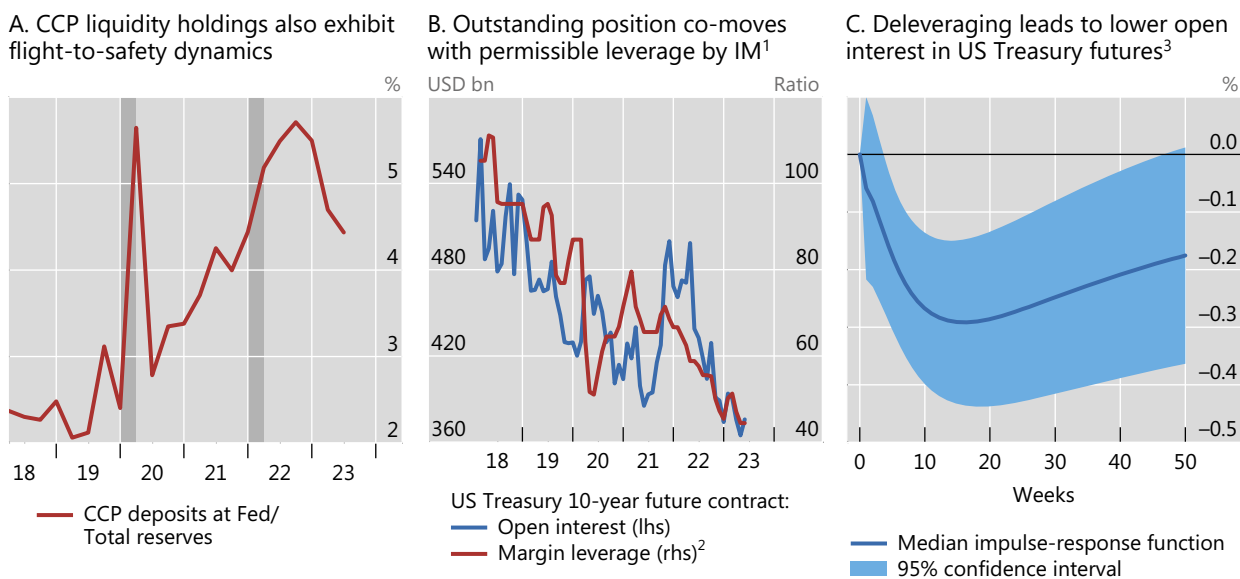 A. CCP liquidity holdings also exhibit
flight-to-safety dynamics
%
5
4
3
2
18 19 20 21 22 23
CCP deposits at Fed/
Total reserves
B. Outstanding position co-moves
with permissible leverage by IM¹
USD bn Ratio
540 100
480 80
420 60
360 40
18 19 20 21 22 23
US Treasury 10-year future contract:
Open interest (lhs)
Margin leverage (rhs)²
C. Deleveraging leads to lower open
interest in US Treasury futures³
%
0.0
–0.1
–0.2
–0.3
–0.4
–0.5
0 10 20 30 40 50
Weeks
Median impulse-response function
95% confidence interval